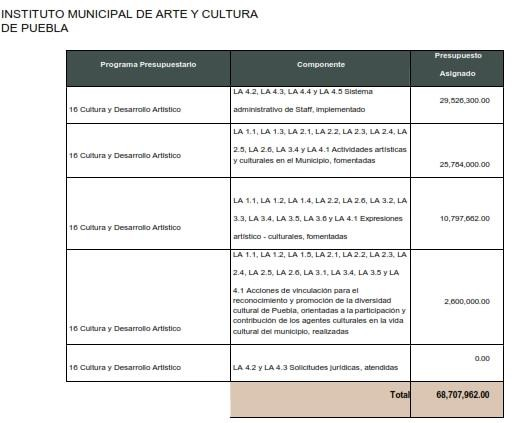 INSTITUTO MUNICIPAL DE ARTE Y CULTURA
DE PUEBLA
Programa Presupuestario
Componente
Presupuesto
Asignado
16 Cultura y Desarrollo Artístico
LA 4.2, LA 4.3, LA 4.4 y LA 4.5 Sistema
administrativo de Staff, implementado
29,526,300.00
16 Cultura y Desarrollo Artístico
LA 1.1, LA 1.3, LA 2.1, LA 2.2, LA 2.3, LA 2.4, LA
2.5, LA 2.6, LA 3.4 y LA 4.1 Actividades artísticas
y culturales en el Municipio, fomentadas
25,784,000.00
16 Cultura y Desarrollo Artístico
LA 1.1, LA 1.2, LA 1.4, LA 2.2, LA 2.6, LA 3.2, LA
3.3, LA 3.4, LA 3.5, LA 3.6 y LA 4.1 Expresiones
artístico - culturales, fomentadas
10,797,662.00
16 Cultura y Desarrollo Artístico
LA 1.1, LA 1.2, LA 1.5, LA 2.1, LA 2.2, LA 2.3, LA
2.4, LA 2.5, LA 2.6, LA 3.1, LA 3.4, LA 3.5 y LA
4.1 Acciones de vinculación para el
reconocimiento y promoción de la diversidad
cultural de Puebla, orientadas a la participación y
contribución de los agentes culturales en la vida
cultural del municipio, realizadas
2,600,000.00
16 Cultura y Desarrollo Artístico
LA 4.2 y LA 4.3 Solicitudes jurídicas, atendidas
0.00
Total
68,707,962.00